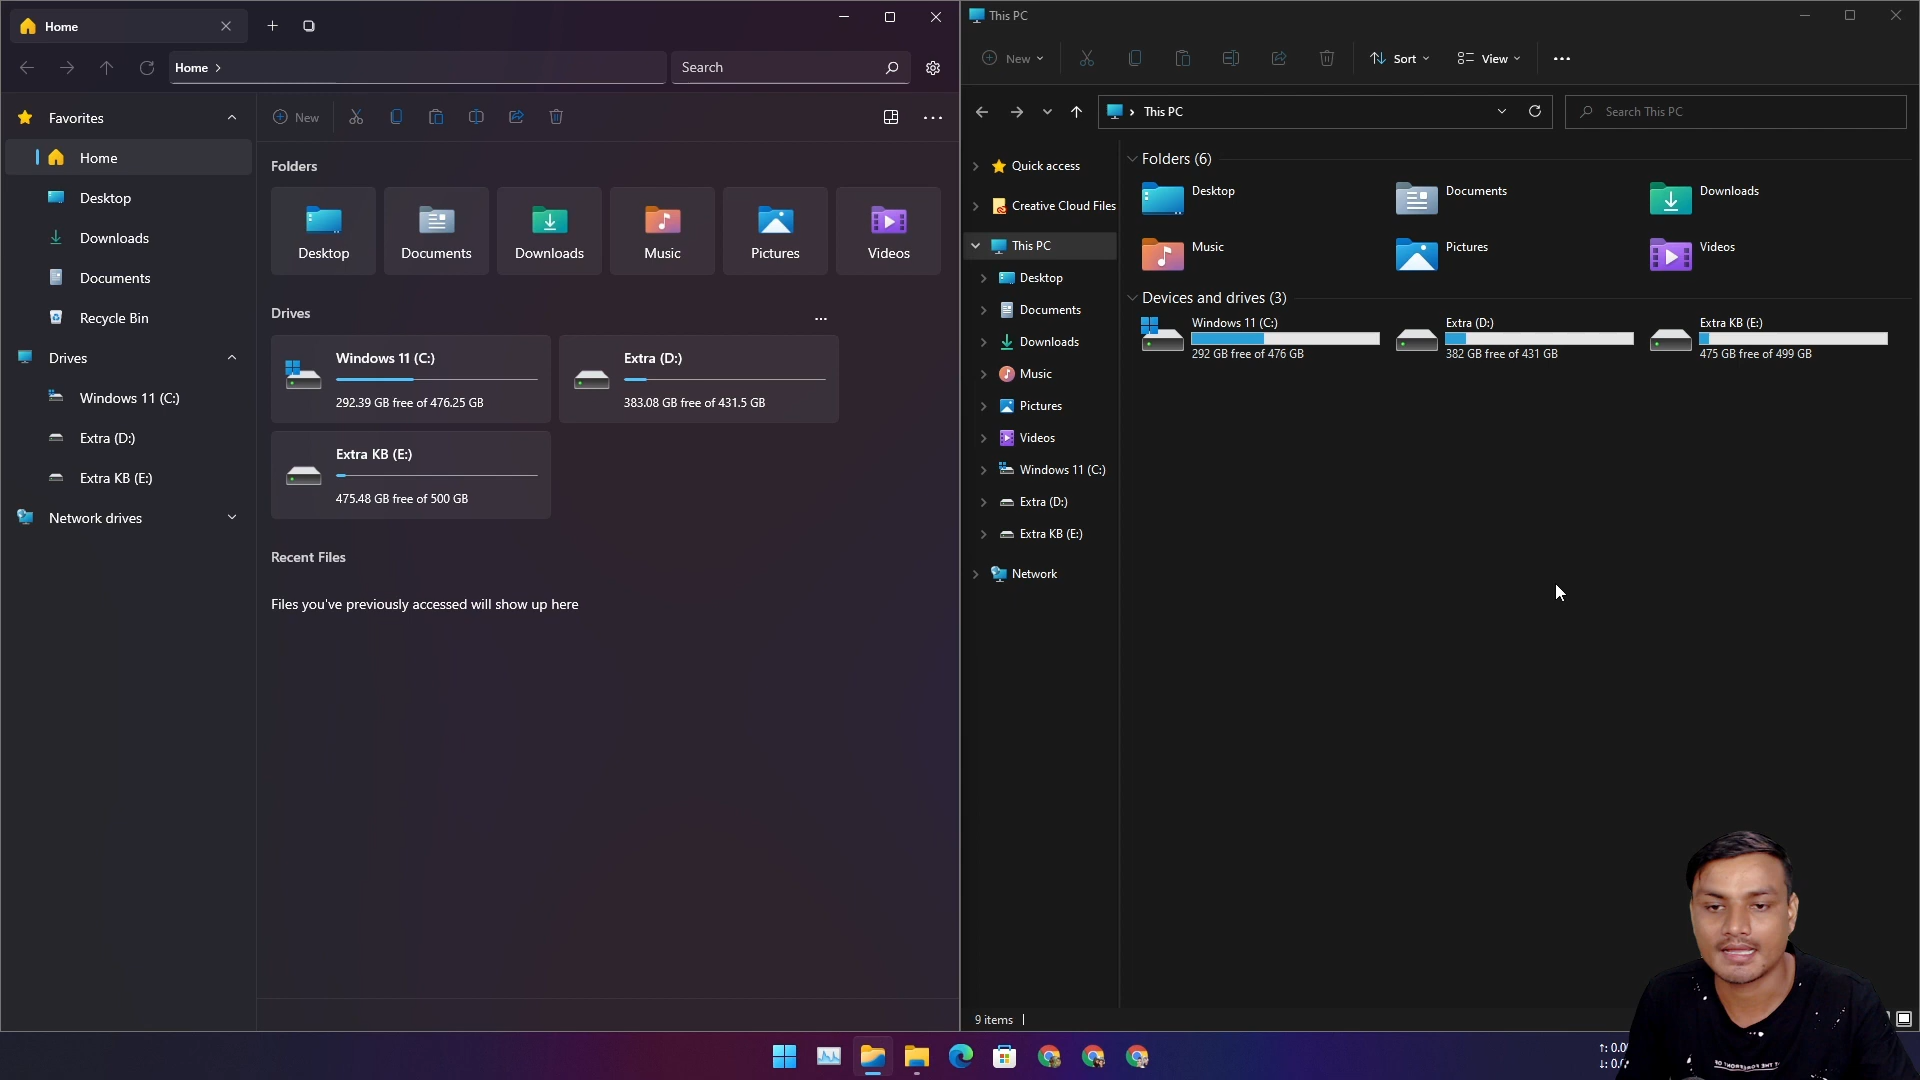 Home
Home >
Search
Favorites
Home
Desktop
Downloads
Documents
Recycle Bin
Drives
Windows 11 (C:)
Extra (D:)
Extra KB (E:)
Network drives
New
Folders
Desktop
Documents
Downloads
Music
Pictures
Videos
Drives
Windows 11 (C:)
292.39 GB free of 476.25 GB
Extra (D:)
383.08 GB free of 431.5 GB
Extra KB (E:)
475.48 GB free of 500 GB
Recent Files
Files you've previously accessed will show up here
This PC
New
Sort
View
This PC
Search This PC
Quick access
Creative Cloud Files
This PC
Desktop
Documents
Downloads
Music
Pictures
Videos
Windows 11 (C:)
Extra (D:)
Extra KB (E:)
Network
Folders (6)
Desktop
Documents
Downloads
Music
Pictures
Videos
Devices and drives (3)
Windows 11 (C:)
292 GB free of 476 GB
Extra (D:)
382 GB free of 431 GB
Extra KB (E:)
475 GB free of 499 GB
9 items